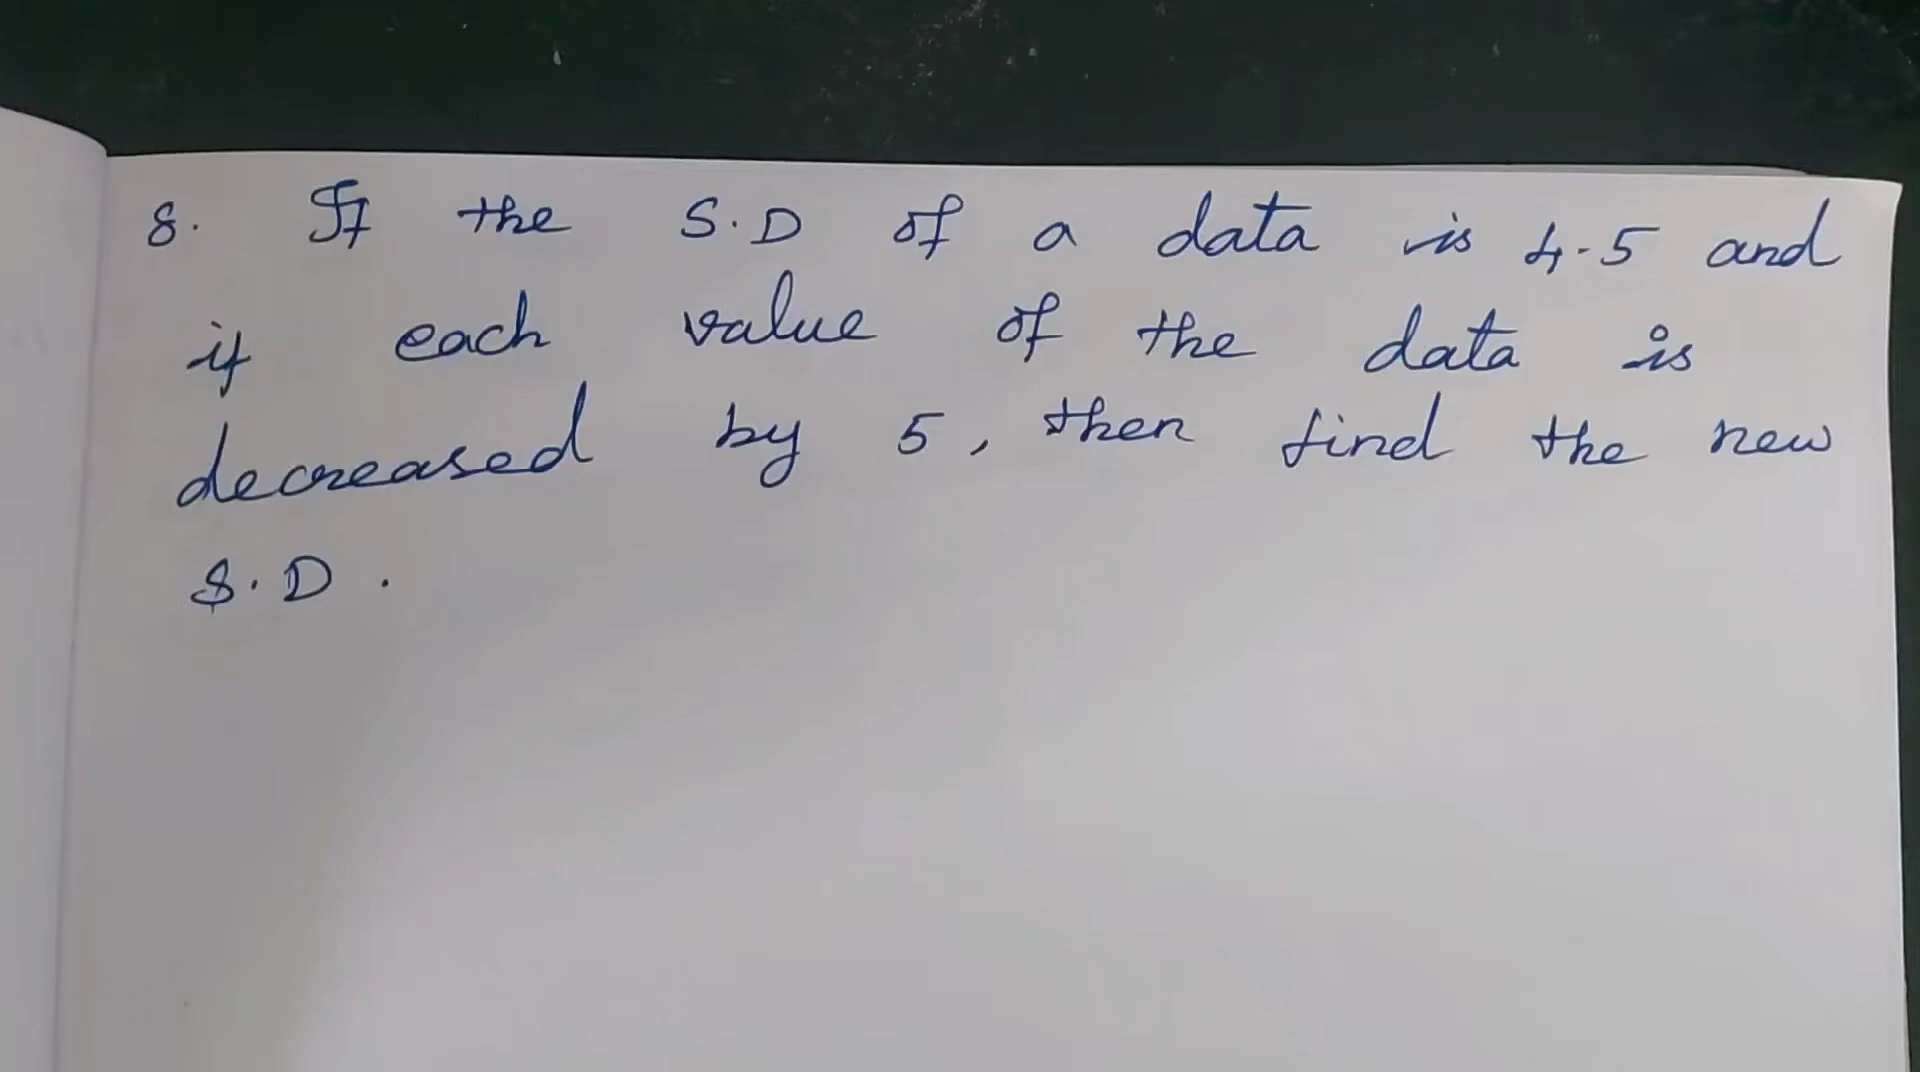 8. If the S.D of a data is 4.5 and
if each value of the data is
decreased by 5, then find the new
S.D.